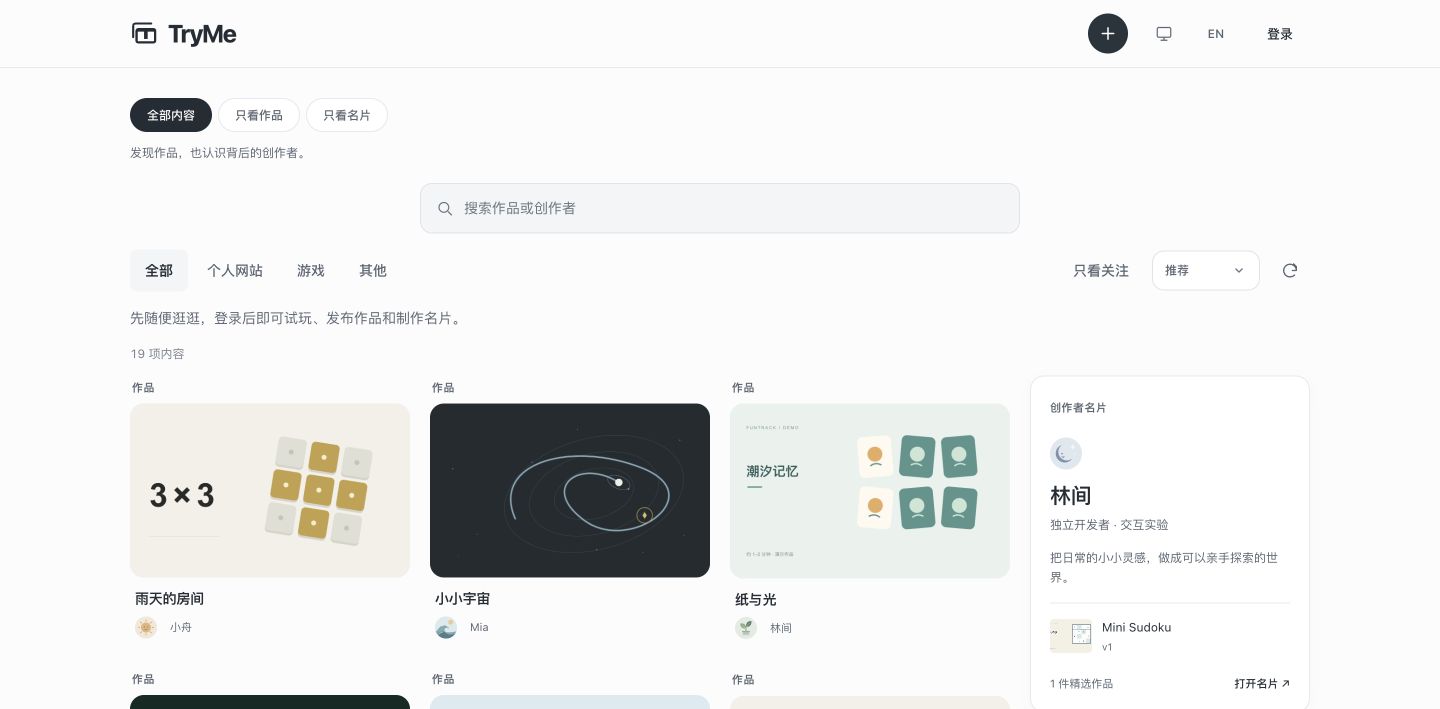 TryMe
EN
登录
全部内容
只看作品
只看名片
发现作品，也认识背后的创作者。
搜索作品或创作者
全部
个人网站
游戏
其他
只看关注
推荐
先随便逛逛，登录后即可试玩、发布作品和制作名片。
19 项内容
作品
3×3
雨天的房间
小舟
作品
小小宇宙
Mia
作品
FUNTRACK / DEMO
潮汐记忆
纸与光
林间
创作者名片
林间
独立开发者 · 交互实验
把日常的小小灵感，做成可以亲手探索的世
界。
Mini Sudoku
v1
1 件精选作品
打开名片
作品
作品
作品